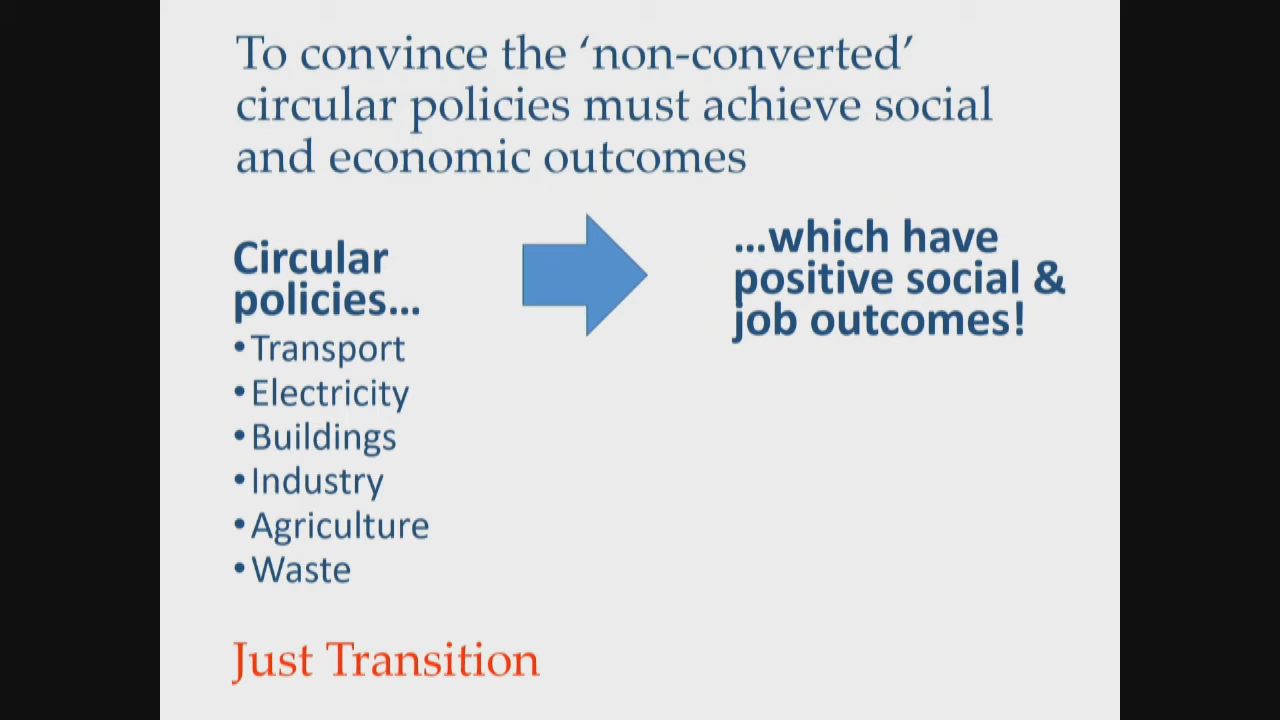 To convince the ‘non-converted’
circular policies must achieve social
and economic outcomes
Circular
policies...
•Transport
•Electricity
•Buildings
•Industry
•Agriculture
•Waste
...which have
positive social &
job outcomes!
Just Transition